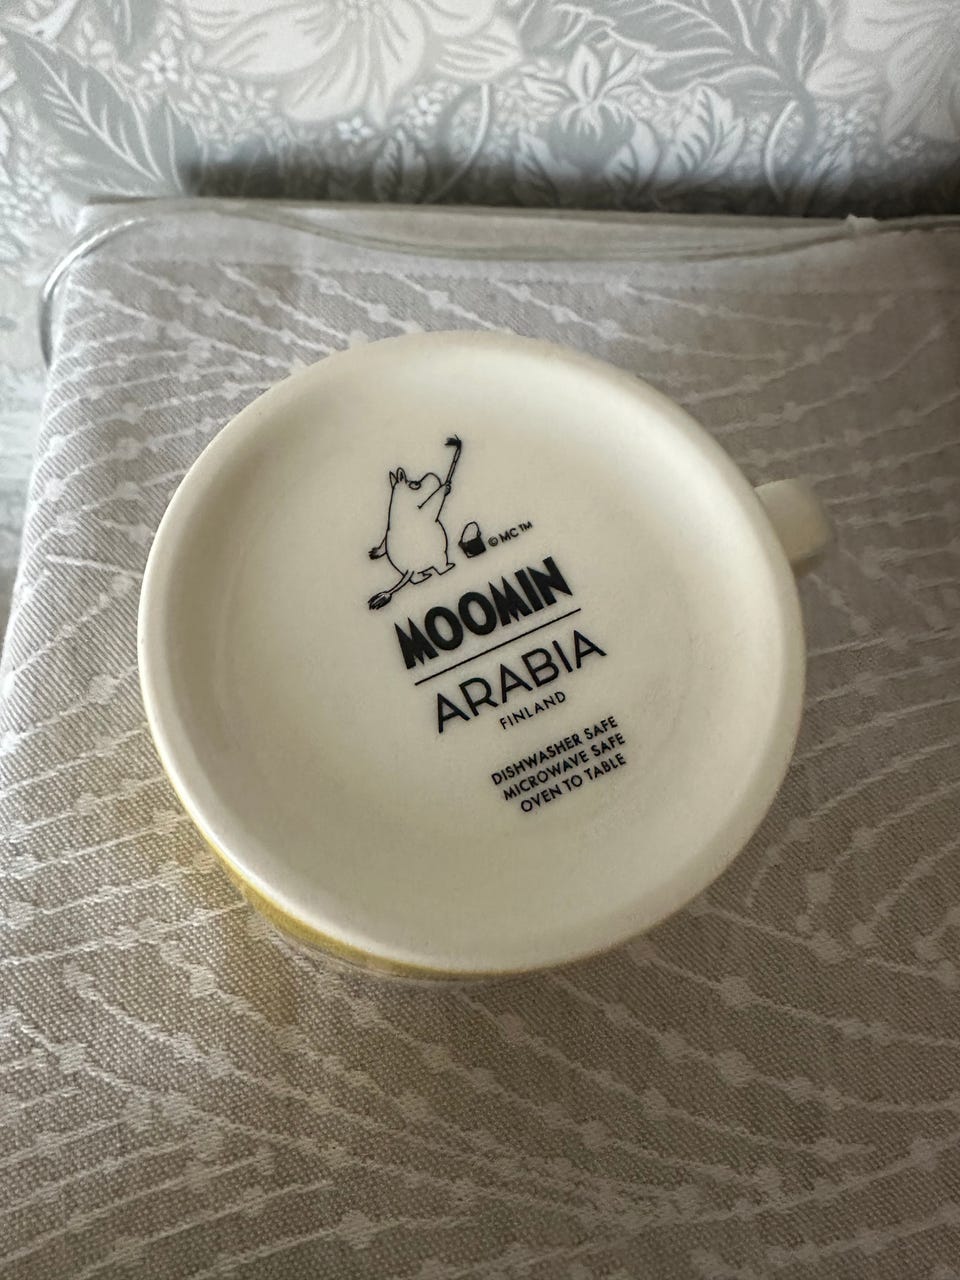 © MC ™
MOOMIN
ARABIA
FINLAND
DISHWASHER SAFE
MICROWAVE SAFE
OVEN TO TABLE